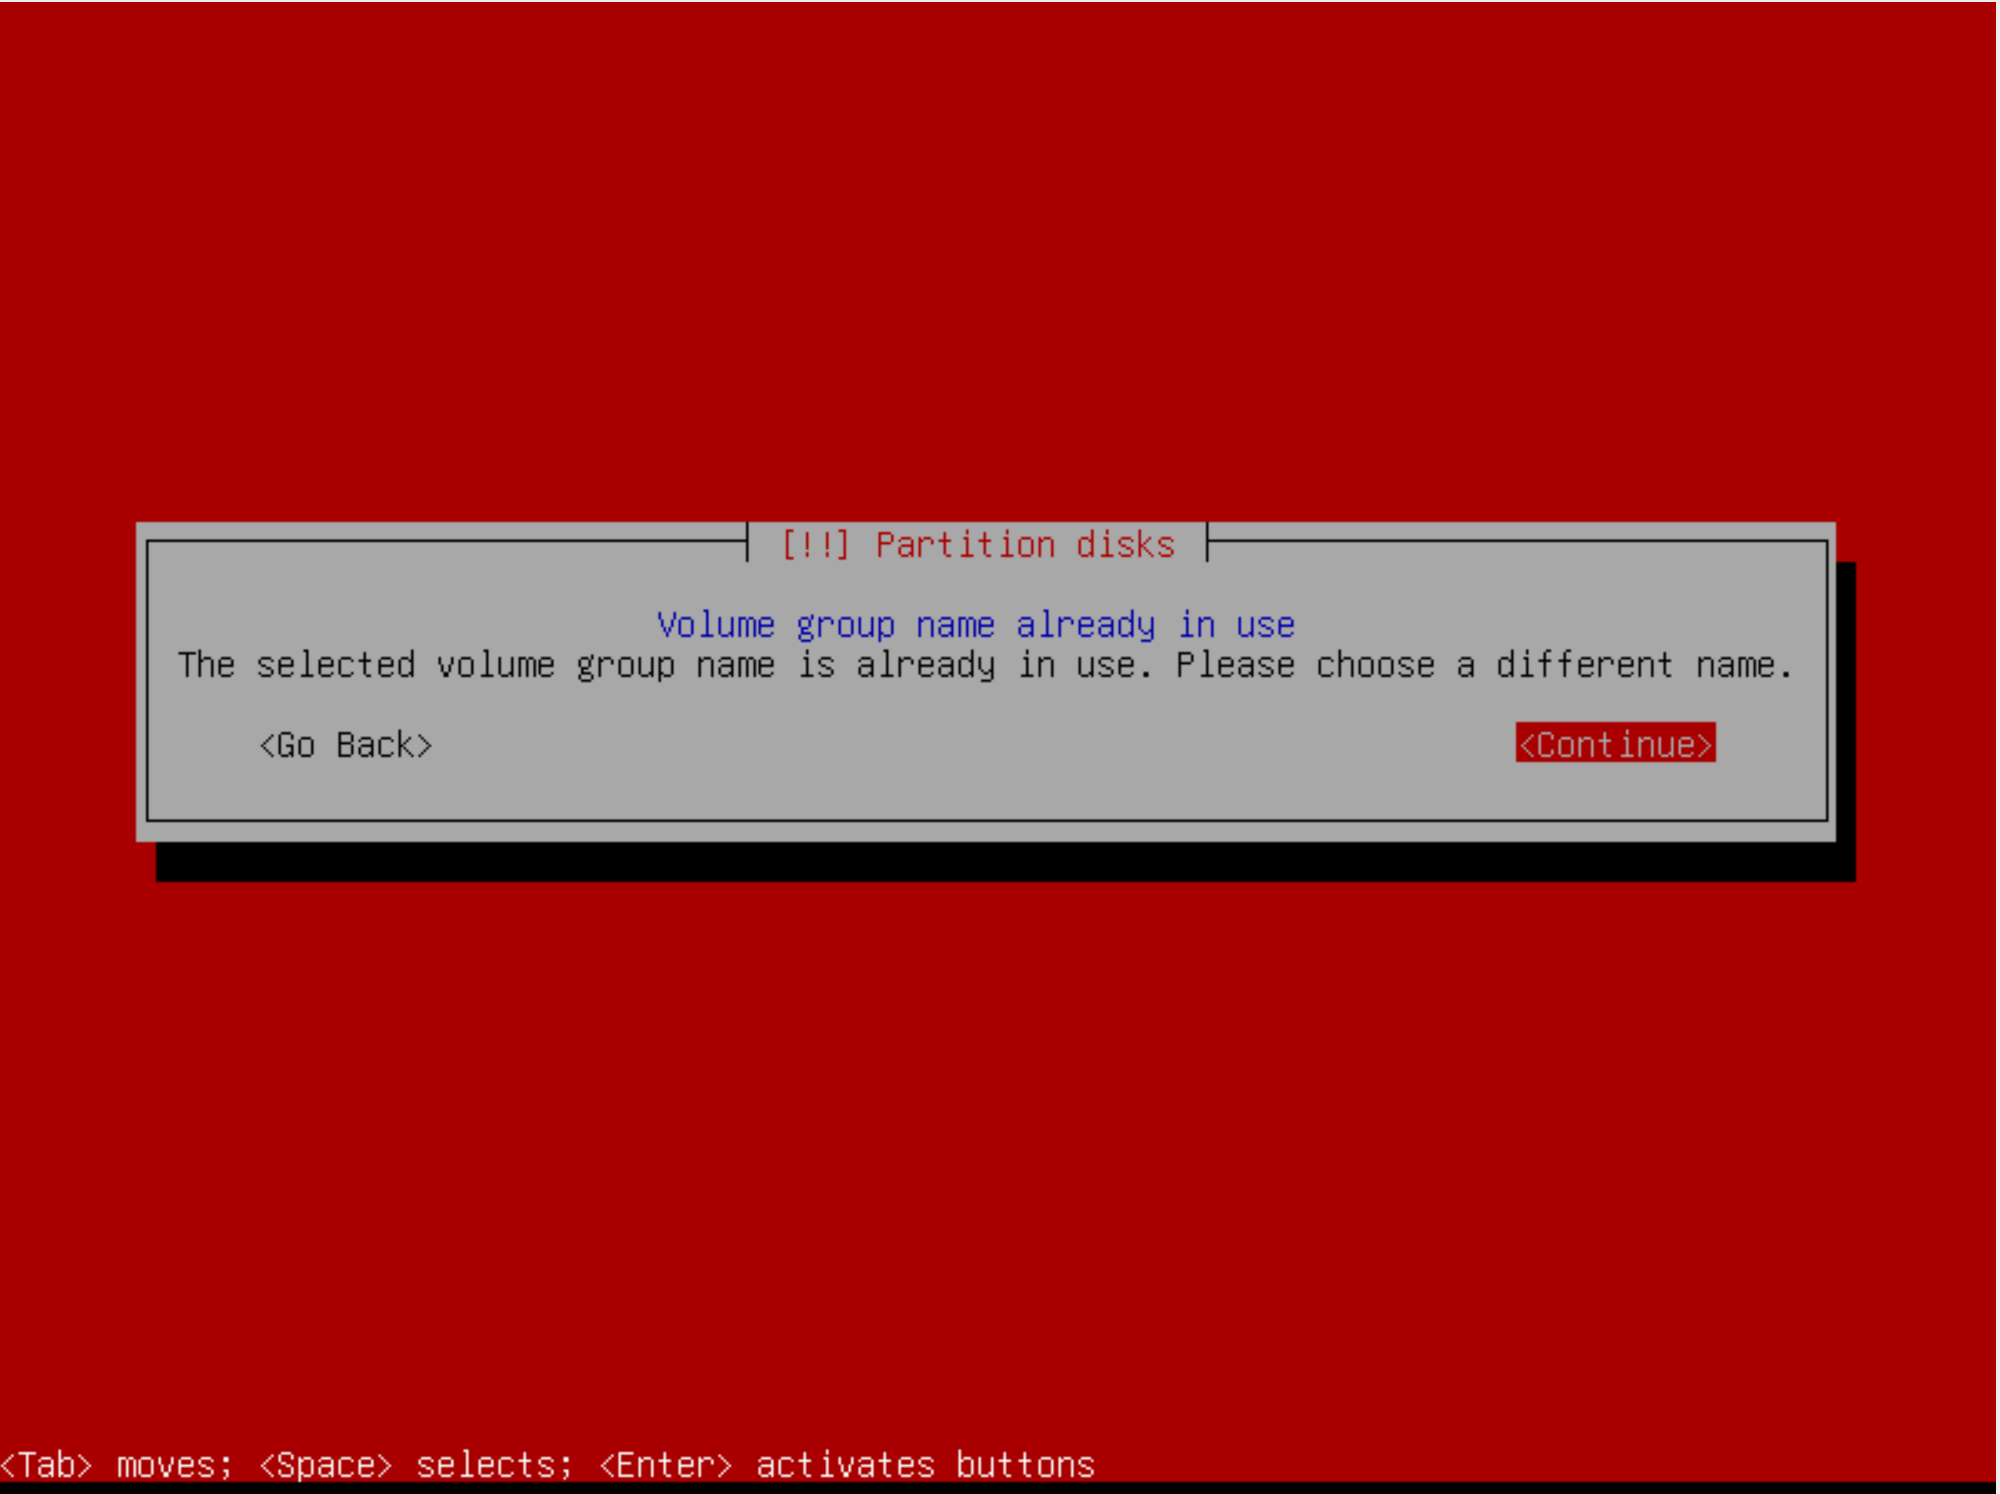 [!!] Partition disks
Volume group name already in use
The selected volume group name is already in use. Please choose a different name.
<Go Back> <Continue>
<Tab> moves; <Space> selects; <Enter> activates buttons